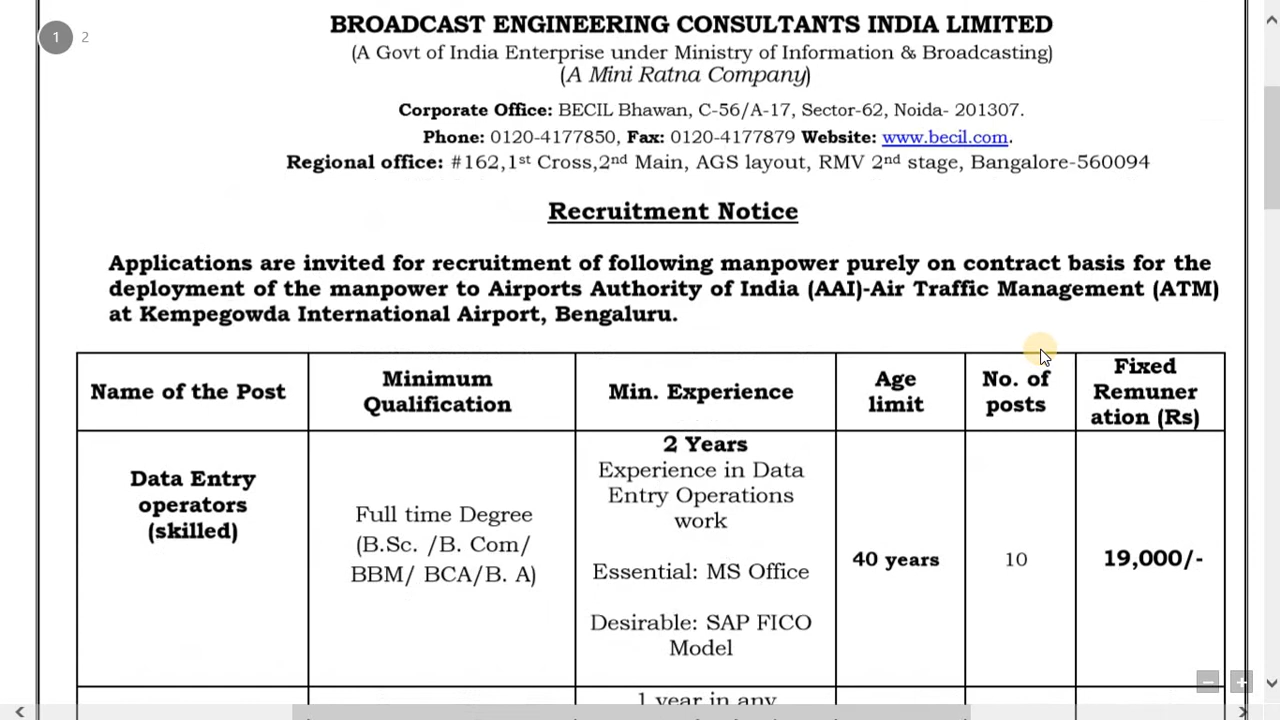 1 2
BROADCAST ENGINEERING CONSULTANTS INDIA LIMITED
(A Govt of India Enterprise under Ministry of Information & Broadcasting)
(A Mini Ratna Company)
Corporate Office: BECIL Bhawan, C-56/A-17, Sector-62, Noida- 201307.
Phone: 0120-4177850, Fax: 0120-4177879 Website: www.becil.com.
Regional office: #162,1st Cross,2nd Main, AGS layout, RMV 2nd stage, Bangalore-560094
Recruitment Notice
Applications are invited for recruitment of following manpower purely on contract basis for the
deployment of the manpower to Airports Authority of India (AAI)-Air Traffic Management (ATM)
at Kempegowda International Airport, Bengaluru.
Name of the Post
Minimum
Qualification
Min. Experience
Age
limit
No. of
posts
Fixed
Remuner
ation (Rs)
Data Entry
operators
(skilled)
Full time Degree
(B.Sc. /B. Com/
BBM/ BCA/B. A)
2 Years
Experience in Data
Entry Operations
work
Essential: MS Office
Desirable: SAP FICO
Model
40 years
10
19,000/-
1 year in any